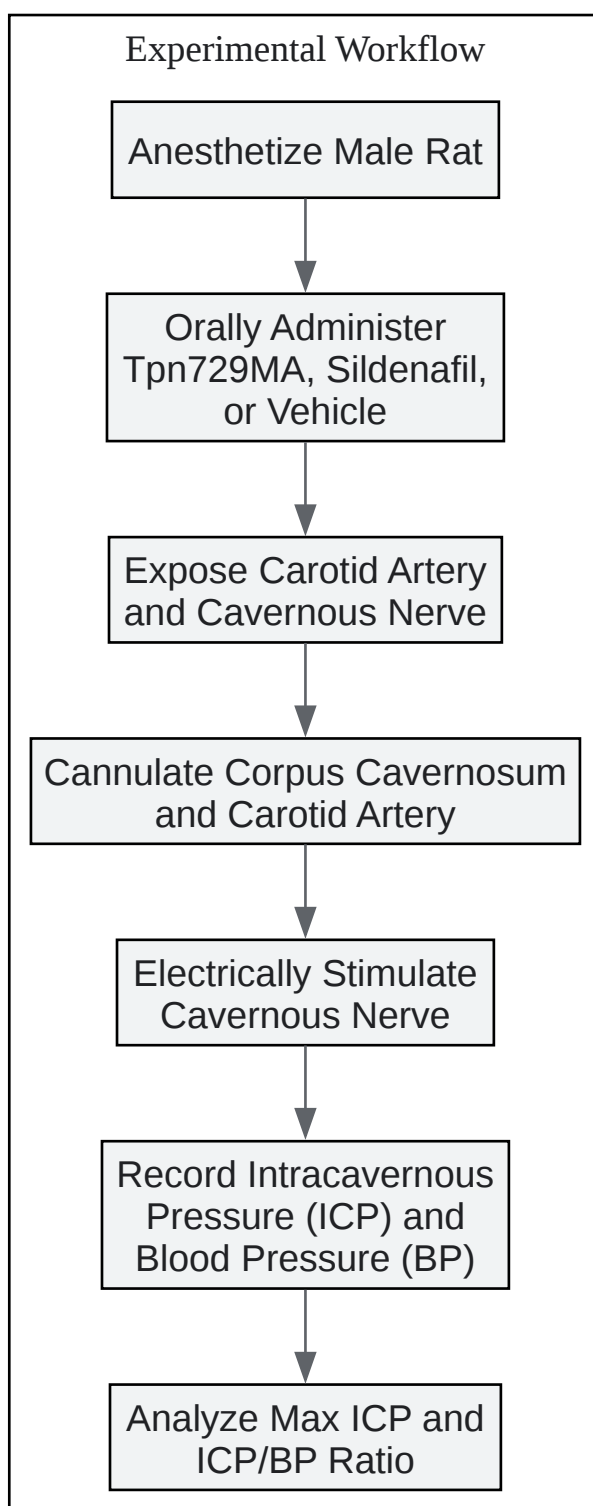 Experimental Workflow
Anesthetize Male Rat
Orally Administer
Tpn729MA, Sildenafil,
or Vehicle
Expose Carotid Artery
and Cavernous Nerve
Cannulate Corpus Cavernosum
and Carotid Artery
Electrically Stimulate
Cavernous Nerve
Record Intracavernous
Pressure (ICP) and
Blood Pressure (BP)
Analyze Max ICP and
ICP/BP Ratio